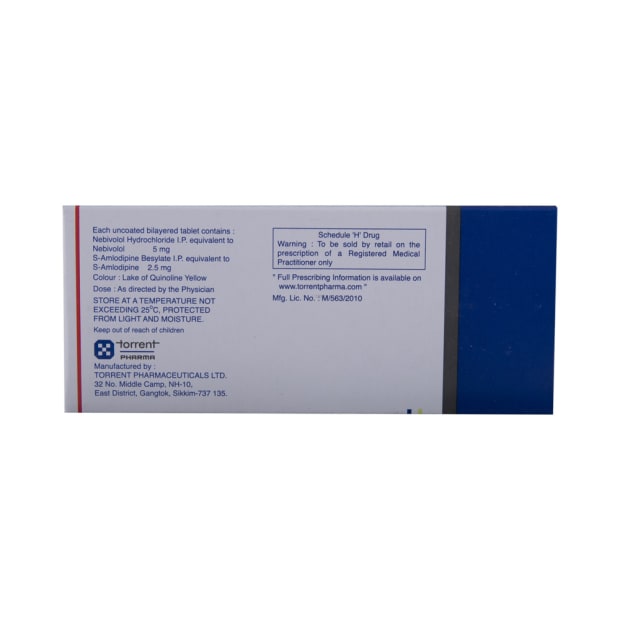 Each uncoated bilayered tablet contains :
Nebivolol Hydrochloride I.P. equivalent to
Nebivolol 5 mg
S-Amlodipine Besylate I.P. equivalent to
S-Amlodipine 2.5 mg
Colour : Lake of Quinoline Yellow
Dose : As directed by the Physician
STORE AT A TEMPERATURE NOT
EXCEEDING 25°C, PROTECTED
FROM LIGHT AND MOISTURE.
Keep out of reach of children
torrent
PHARMA
Manufactured by :
TORRENT PHARMACEUTICALS LTD.
32 No. Middle Camp, NH-10,
East District, Gangtok, Sikkim-737 135.
Schedule 'H' Drug
Warning : To be sold by retail on the
prescription of a Registered Medical
Practitioner only
" Full Prescribing Information is available on
www.torrentpharma.com "
Mfg. Lic. No. : M/563/2010